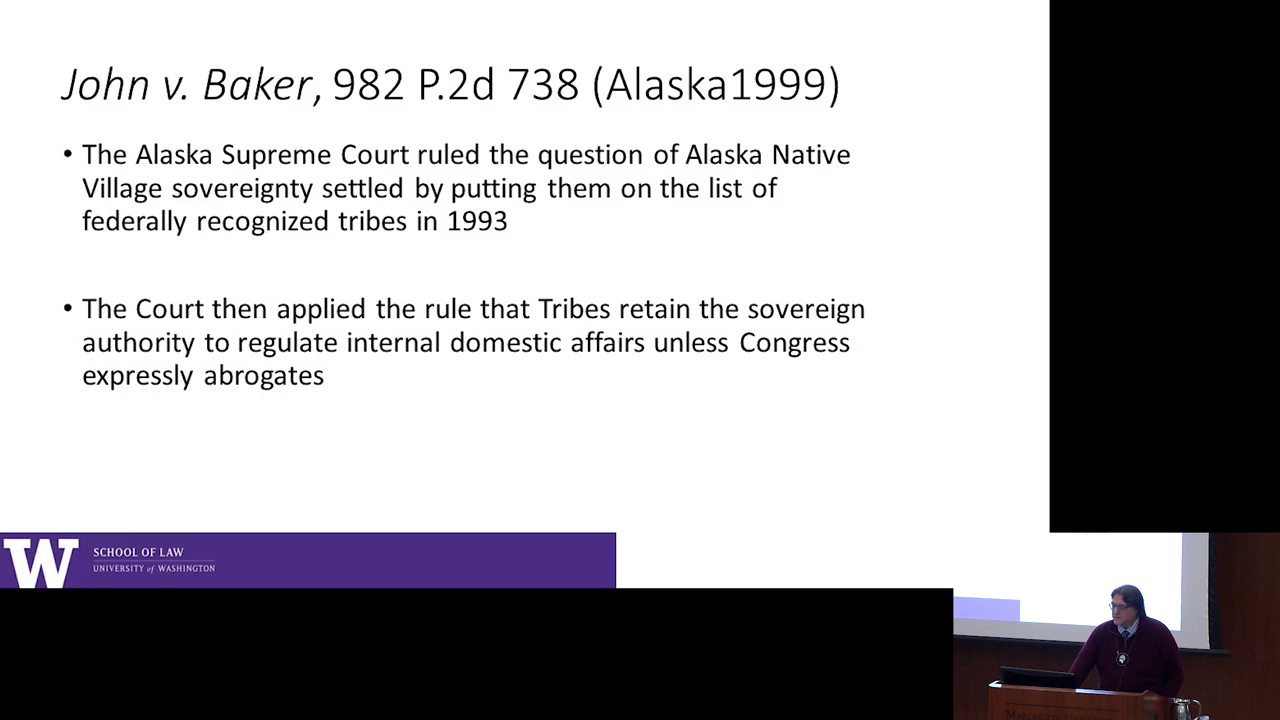 John v. Baker, 982 P.2d 738 (Alaska1999)
• The Alaska Supreme Court ruled the question of Alaska Native
Village sovereignty settled by putting them on the list of
federally recognized tribes in 1993
• The Court then applied the rule that Tribes retain the sovereign
authority to regulate internal domestic affairs unless Congress
expressly abrogates
W
SCHOOL OF LAW
UNIVERSITY of WASHINGTON